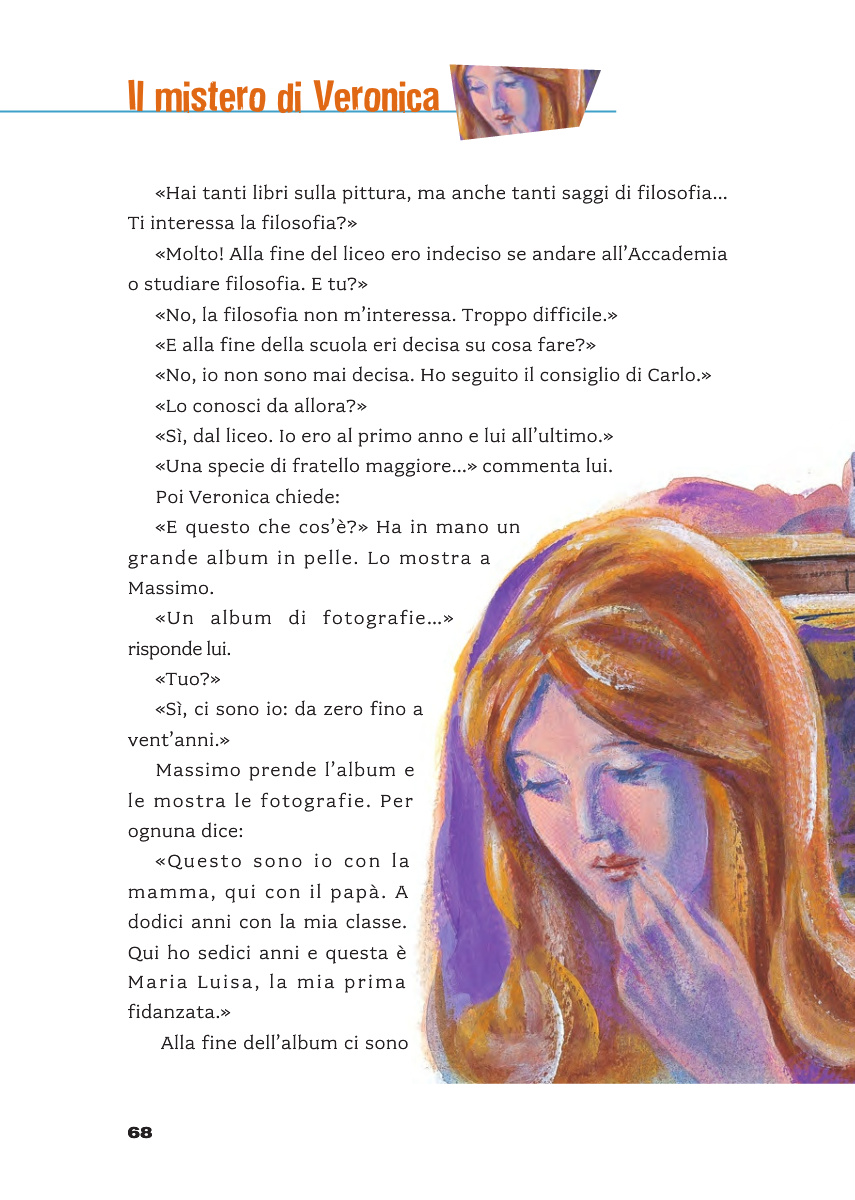 Il mistero di Veronica
«Hai tanti libri sulla pittura, ma anche tanti saggi di filosofia...
Ti interessa la filosofia?»
«Molto! Alla fine del liceo ero indeciso se andare all’Accademia
o studiare filosofia. E tu?»
«No, la filosofia non m’interessa. Troppo difficile.»
«E alla fine della scuola eri decisa su cosa fare?»
«No, io non sono mai decisa. Ho seguito il consiglio di Carlo.»
«Lo conosci da allora?»
«Sì, dal liceo. Io ero al primo anno e lui all’ultimo.»
«Una specie di fratello maggiore...» commenta lui.
Poi Veronica chiede:
«E questo che cos’è?» Ha in mano un
grande album in pelle. Lo mostra a
Massimo.
«Un album di fotografie...»
risponde lui.
«Tuo?»
«Sì, ci sono io: da zero fino a
vent’anni.»
Massimo prende l’album e
le mostra le fotografie. Per
ognuna dice:
«Questo sono io con la
mamma, qui con il papà. A
dodici anni con la mia classe.
Qui ho sedici anni e questa è
Maria Luisa, la mia prima
fidanzata.»
Alla fine dell’album ci sono
68